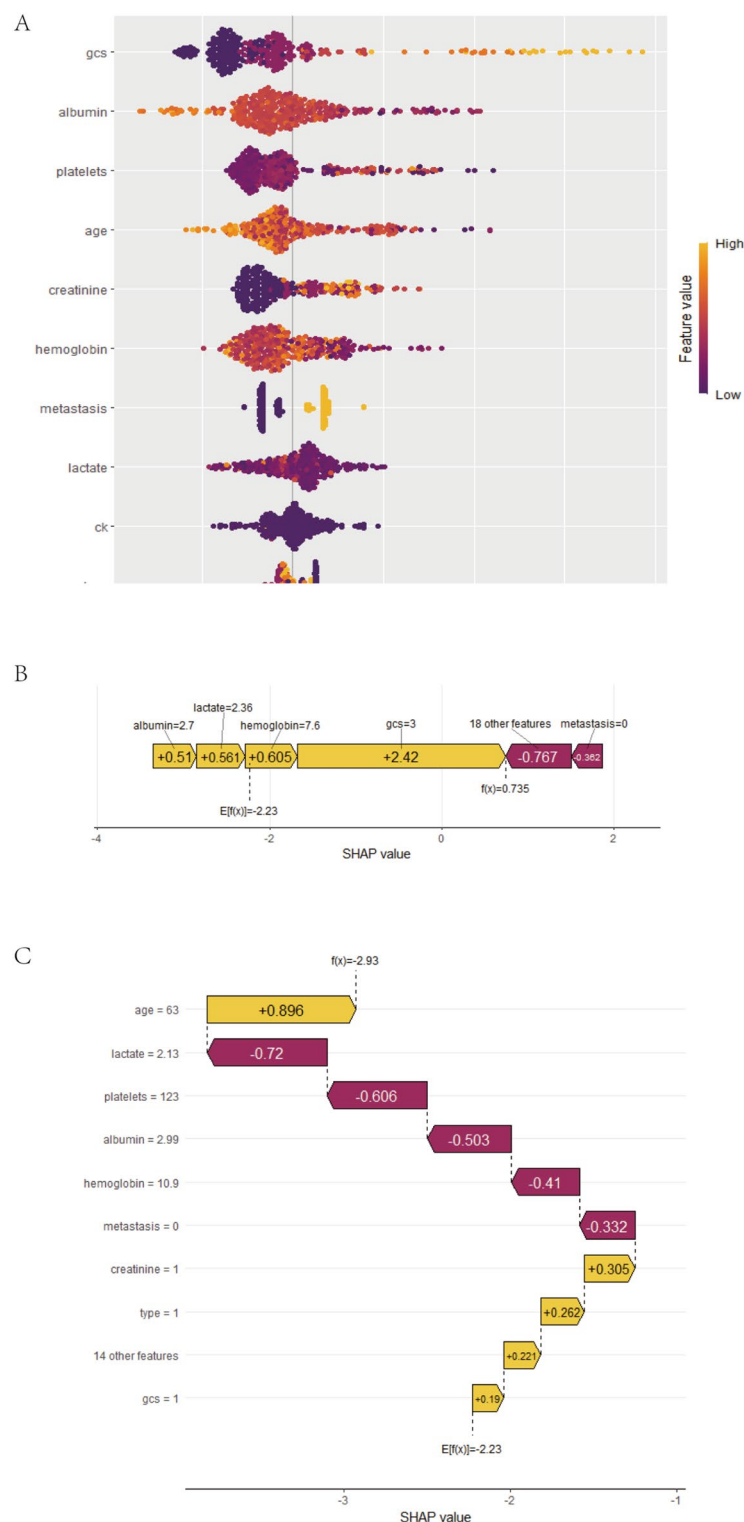 A
gcs
albumin
platelets
age
creatinine
hemoglobin
metastasis
lactate
ck
High
Low
Feature value
B
lactate=2.36
albumin=2.7
hemoglobin=7.6
gcs=3
18 other features
metastasis=0
+0.51
+0.561
+0.605
+2.42
-0.767
-0.362
E[f(x)]=-2.23
f(x)=0.735
-4
-2
0
2
SHAP value
C
f(x)=-2.93
age = 63
+0.896
lactate = 2.13
-0.72
platelets = 123
-0.606
albumin = 2.99
-0.503
hemoglobin = 10.9
-0.41
metastasis = 0
-0.332
creatinine = 1
+0.305
type = 1
+0.262
14 other features
+0.221
gcs = 1
+0.19
E[f(x)]=-2.23
-3
-2
-1
SHAP value